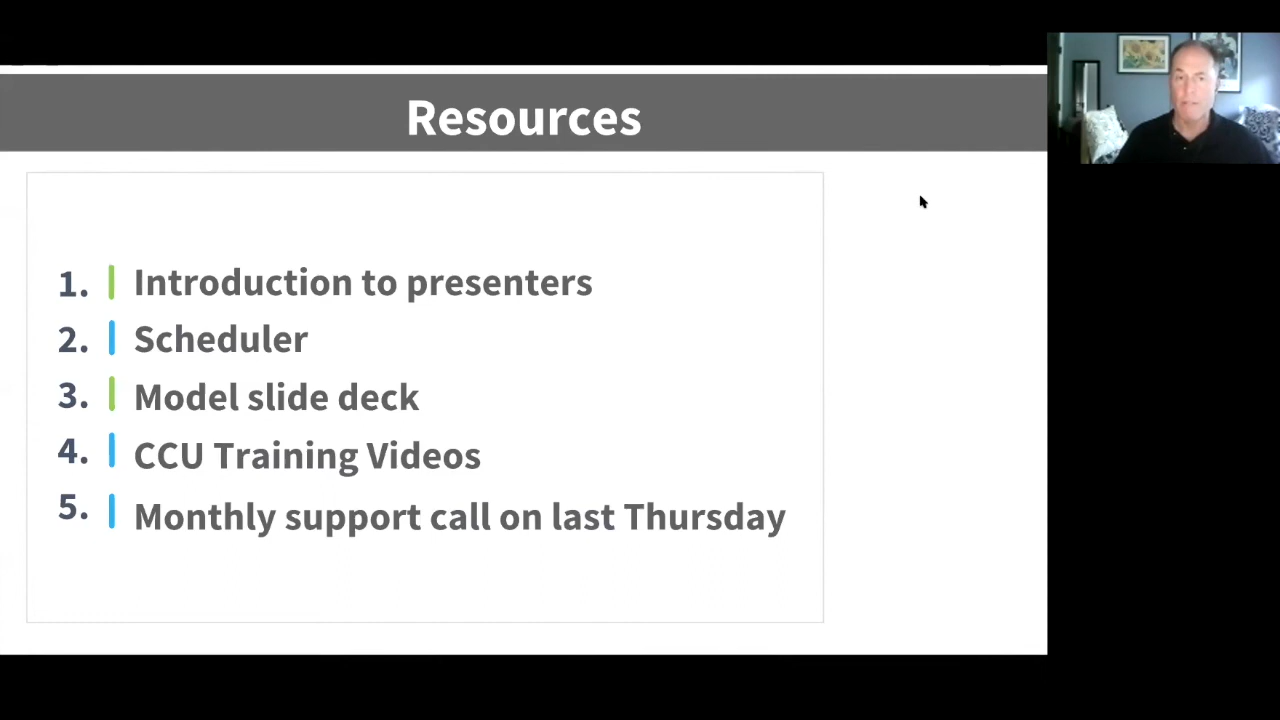 Resources
1. Introduction to presenters
2. Scheduler
3. Model slide deck
4. CCU Training Videos
5. Monthly support call on last Thursday